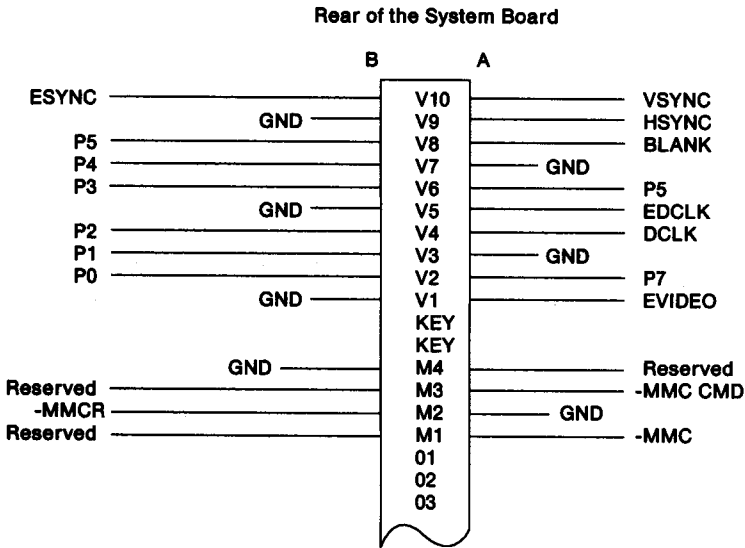 Rear of the System Board
B A
ESYNC V10 VSYNC
GND V9 HSYNC
P5 V8 BLANK
P4 V7 GND
P3 V6 P5
GND V5 EDCLK
P2 V4 DCLK
P1 V3 GND
P0 V2 P7
GND V1 EVIDEO
KEY
KEY
GND M4 Reserved
Reserved M3 -MMC CMD
-MMCR M2 GND
Reserved M1 -MMC
01
02
03